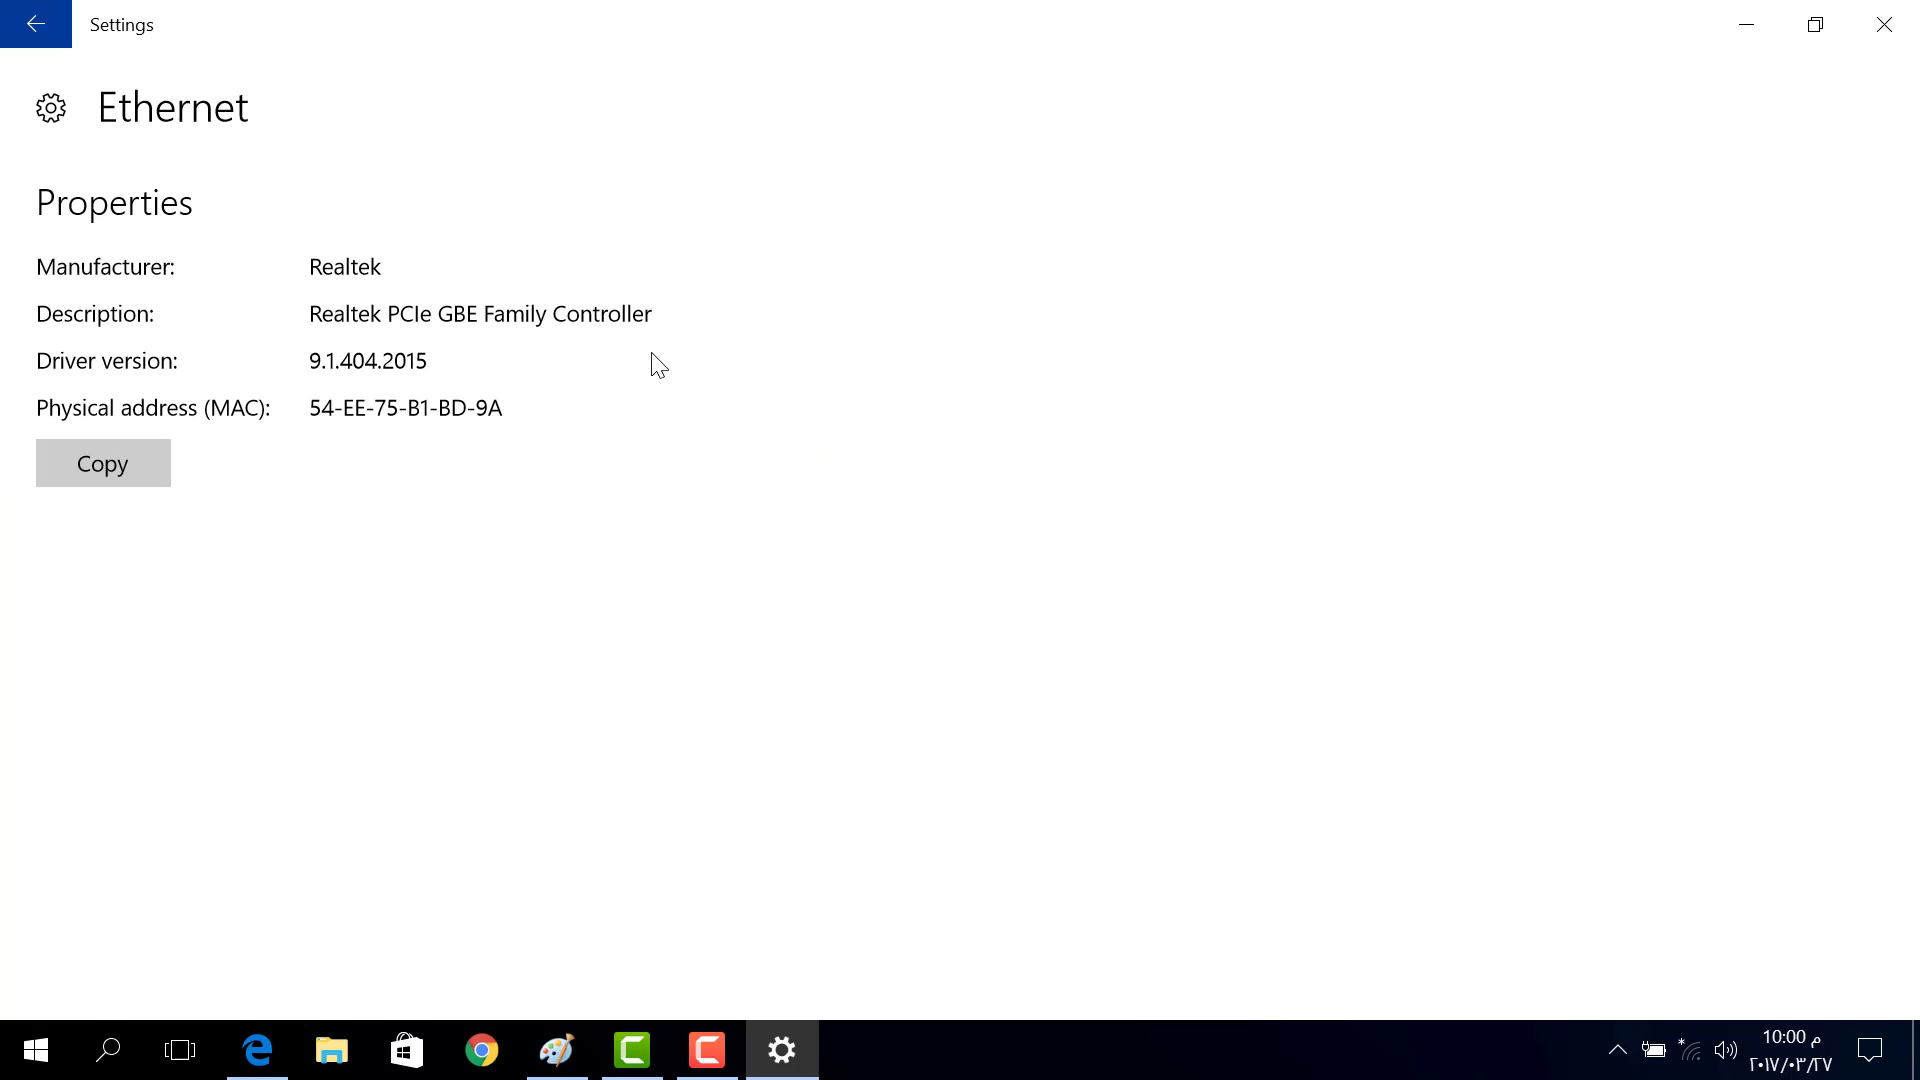 Settings
Ethernet
Properties
Manufacturer: Realtek
Description: Realtek PCIe GBE Family Controller
Driver version: 9.1.404.2015
Physical address (MAC): 54-EE-75-B1-BD-9A
Copy
10:00 م
٢٠١٧/٠٣/٢٧